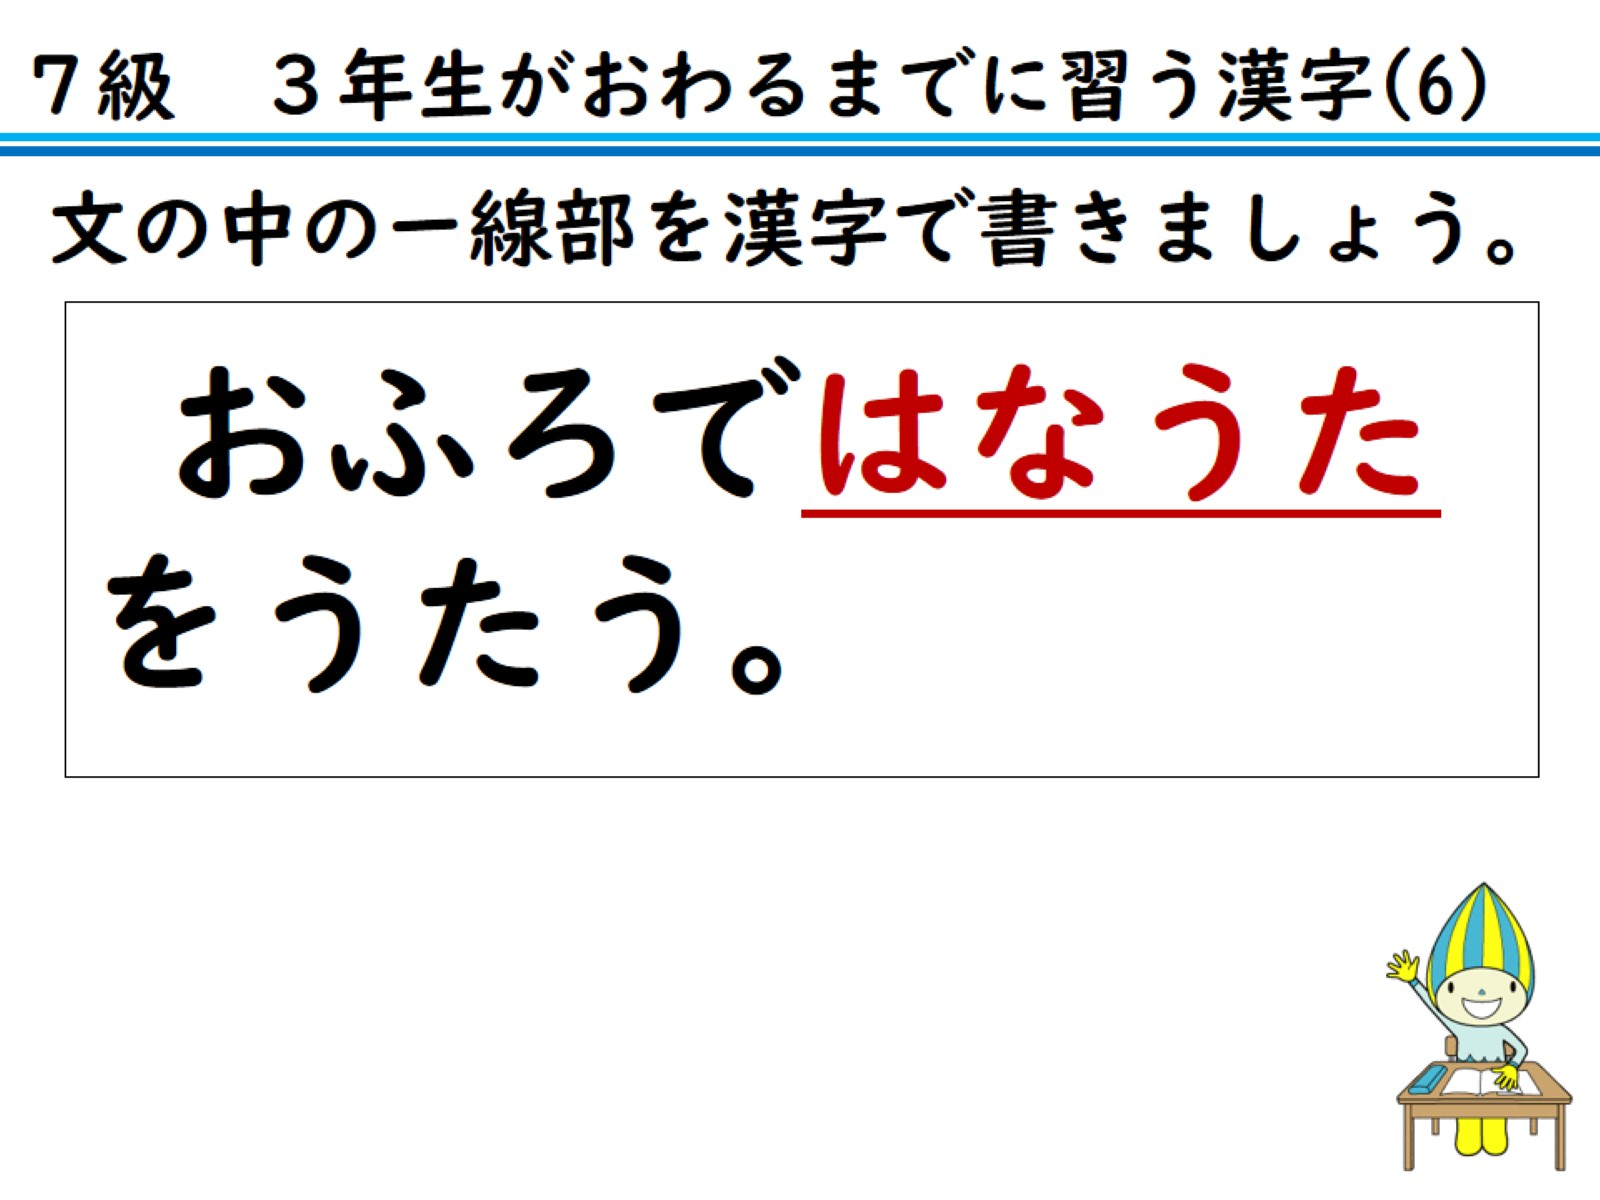 ７級　３年生がおわるまでに習う漢字(6)
文の中の一線部を漢字で書きましょう。
おふろではなうた
をうたう。